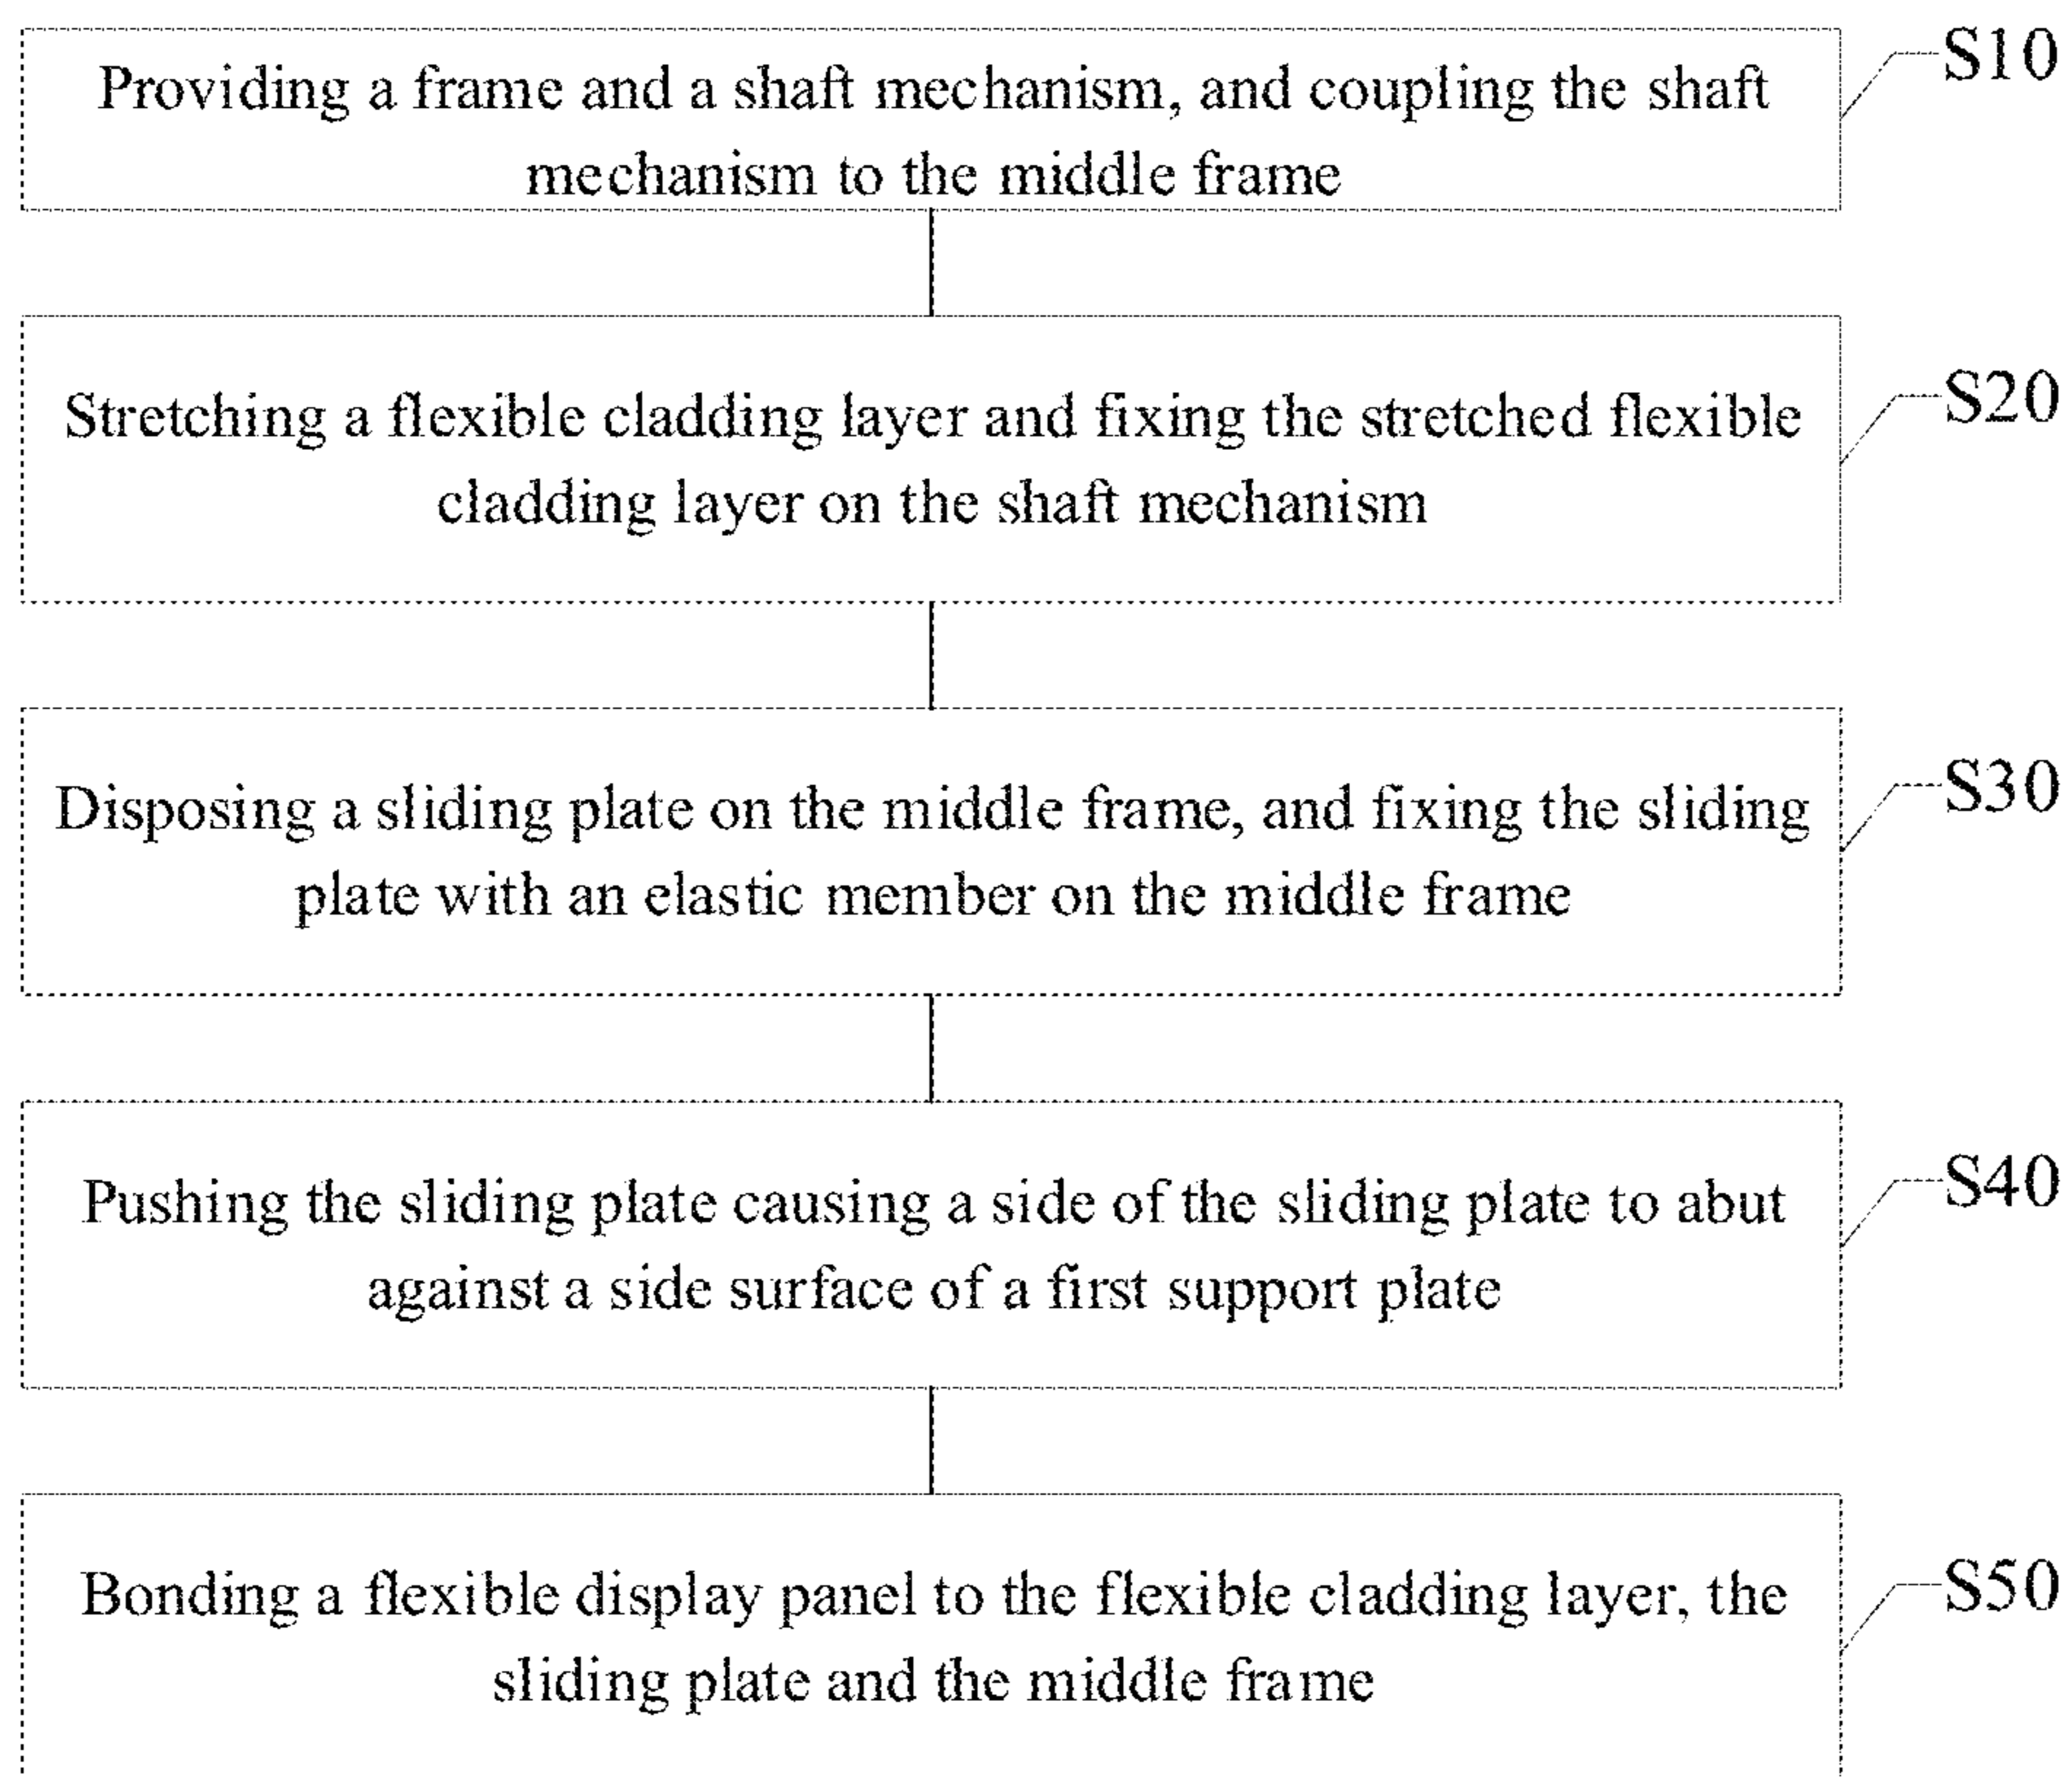 Providing a frame and a shaft mechanism, and coupling the shaft
mechanism to the middle frame
S10
Stretching a flexible cladding layer and fixing the stretched flexible
cladding layer on the shaft mechanism
S20
Disposing a sliding plate on the middle frame, and fixing the sliding
plate with an elastic member on the middle frame
S30
Pushing the sliding plate causing a side of the sliding plate to abut
against a side surface of a first support plate
S40
Bonding a flexible display panel to the flexible cladding layer, the
sliding plate and the middle frame
S50